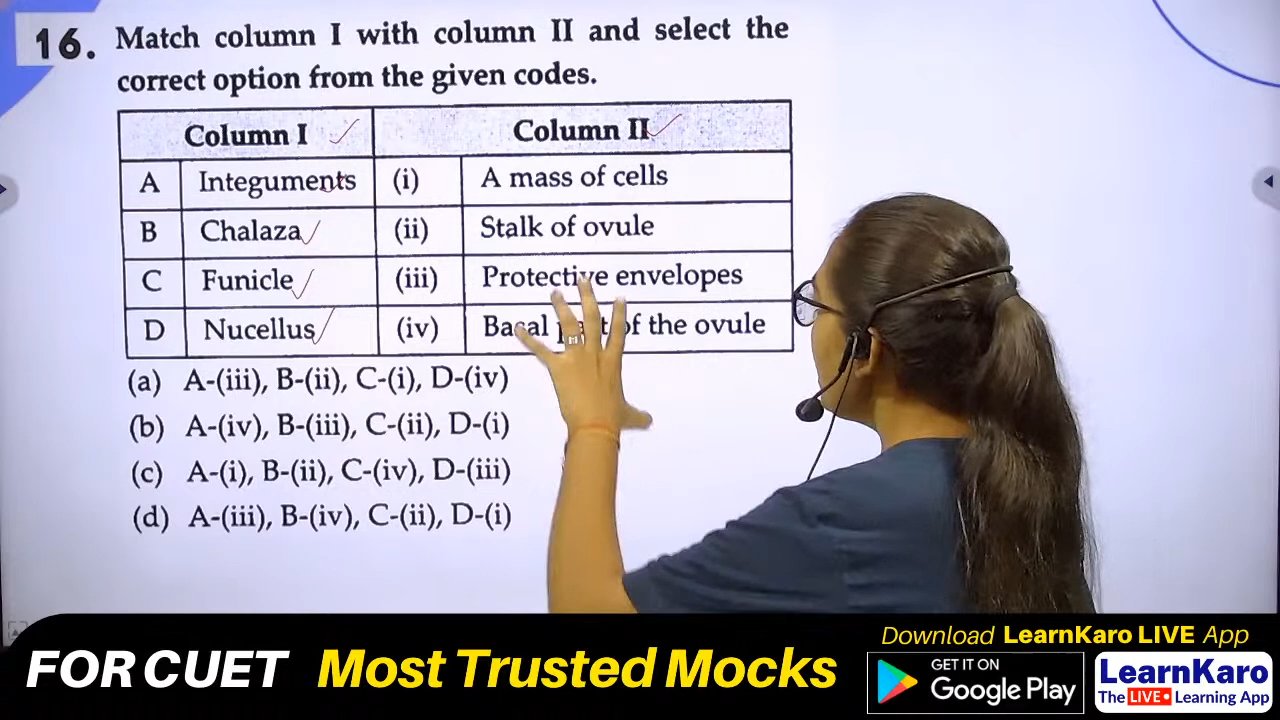 16. Match column I with column II and select the
correct option from the given codes.
Column I Column II
A Integuments (i) A mass of cells
B Chalaza (ii) Stalk of ovule
C Funicle (iii) Protective envelopes
D Nucellus (iv) Basal part of the ovule
(a) A-(iii), B-(ii), C-(i), D-(iv)
(b) A-(iv), B-(iii), C-(ii), D-(i)
(c) A-(i), B-(ii), C-(iv), D-(iii)
(d) A-(iii), B-(iv), C-(ii), D-(i)
FOR CUET Most Trusted Mocks
Download LearnKaro LIVE App
GET IT ON
Google Play
LearnKaro
The LIVE Learning App